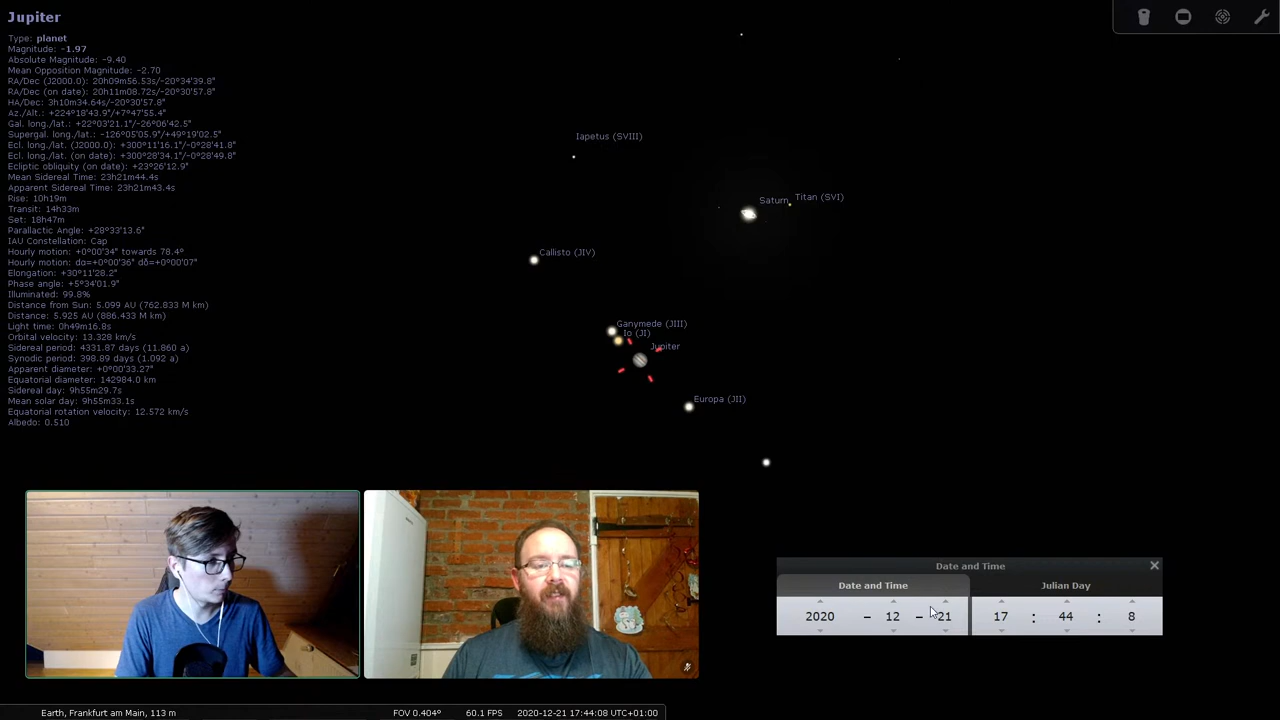 Jupiter
Type: planet
Magnitude: -1.97
Absolute Magnitude: -9.40
Mean Opposition Magnitude: -2.70
RA/Dec (J2000.0): 20h09m56.53s/-20°34'39.8"
RA/Dec (on date): 20h11m08.72s/-20°30'57.8"
HA/Dec: 3h10m34.64s/-20°30'57.8"
Az./Alt.: +224°18'43.9"/+7°47'55.4"
Gal. long./lat.: +22°03'21.1"/-26°06'42.5"
Supergal. long./lat.: -126°05'05.9"/+49°19'02.5"
Ecl. long./lat. (J2000.0): +300°11'16.1"/-0°28'41.8"
Ecl. long./lat. (on date): +300°28'34.1"/-0°28'49.8"
Ecliptic obliquity (on date): +23°26'12.9"
Mean Sidereal Time: 23h21m44.4s
Apparent Sidereal Time: 23h21m43.4s
Rise: 10h19m
Transit: 14h33m
Set: 18h47m
Parallactic Angle: +28°33'13.6"
IAU Constellation: Cap
Hourly motion: +0°00'34" towards 78.4°
Hourly motion: dα=+0°00'36" dδ=+0°00'07"
Elongation: +30°11'28.2"
Phase angle: +5°34'01.9"
Illuminated: 99.8%
Distance from Sun: 5.099 AU (762.833 M km)
Distance: 5.925 AU (886.433 M km)
Light time: 0h49m16.8s
Orbital velocity: 13.328 km/s
Sidereal period: 4331.87 days (11.860 a)
Synodic period: 398.89 days (1.092 a)
Apparent diameter: +0°00'33.27"
Equatorial diameter: 142984.0 km
Sidereal day: 9h55m29.7s
Mean solar day: 9h55m33.1s
Equatorial rotation velocity: 12.572 km/s
Albedo: 0.510
Iapetus (SVIII)
Saturn
Titan (SVI)
Callisto (JIV)
Ganymede (JIII)
Io (JI)
Jupiter
Europa (JII)
Date and Time
Date and Time
Julian Day
2020 - 12 - 21 17 : 44 : 8
Earth, Frankfurt am Main, 113 m FOV 0.404° 60.1 FPS 2020-12-21 17:44:08 UTC+01:00